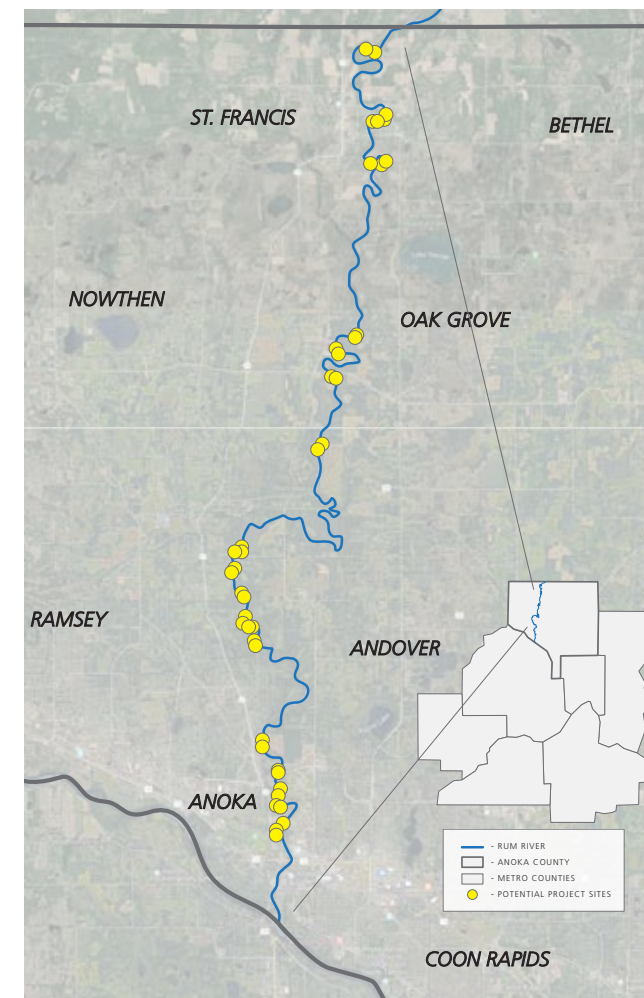 ST. FRANCIS
BETHEL
NOWTHEN
OAK GROVE
RAMSEY
ANDOVER
ANOKA
- RUM RIVER
- ANOKA COUNTY
- METRO COUNTIES
- POTENTIAL PROJECT SITES
COON RAPIDS